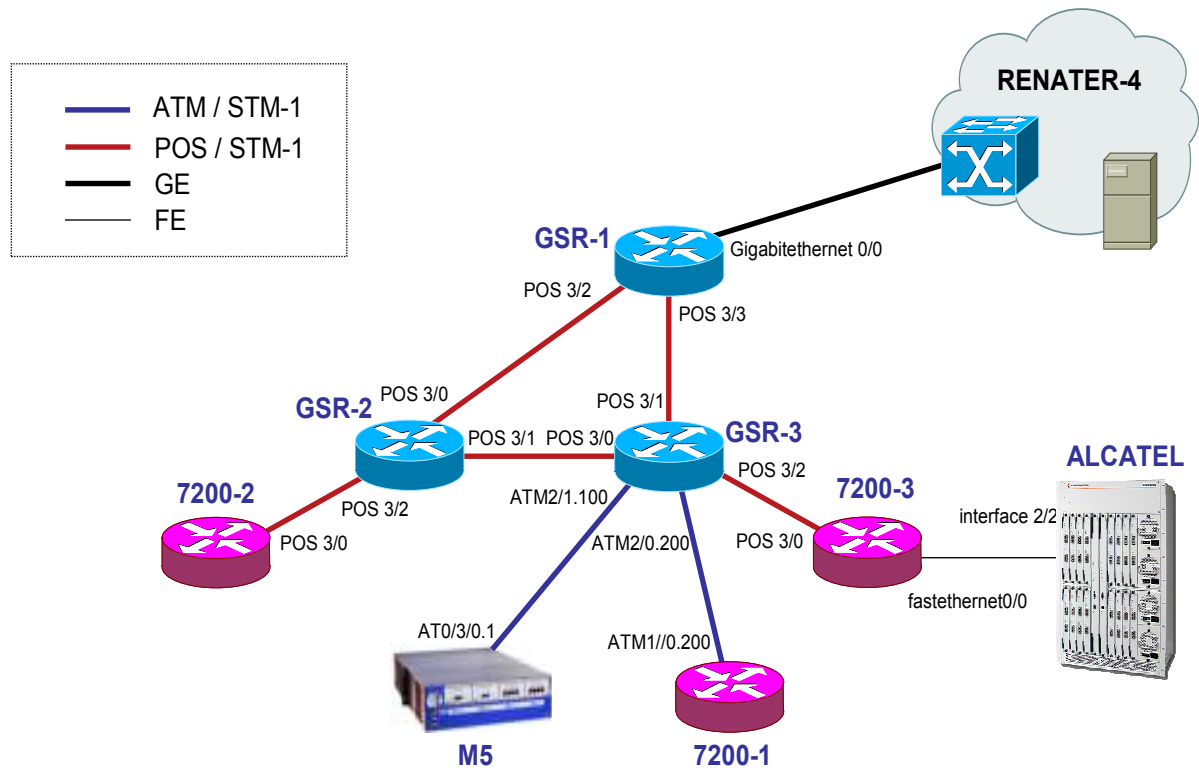 RENATER-4
ATM / STM-1
POS / STM-1
GE
FE
GSR-1
Gigabitethernet 0/0
POS 3/2
POS 3/3
POS 3/0
POS 3/1
GSR-2
POS 3/1
POS 3/0
GSR-3
ALCATEL
POS 3/2
7200-2
7200-3
POS 3/2
ATM2/1.100
interface 2/2
POS 3/0
ATM2/0.200
POS 3/0
fastethernet0/0
AT0/3/0.1
ATM1//0.200
M5
7200-1